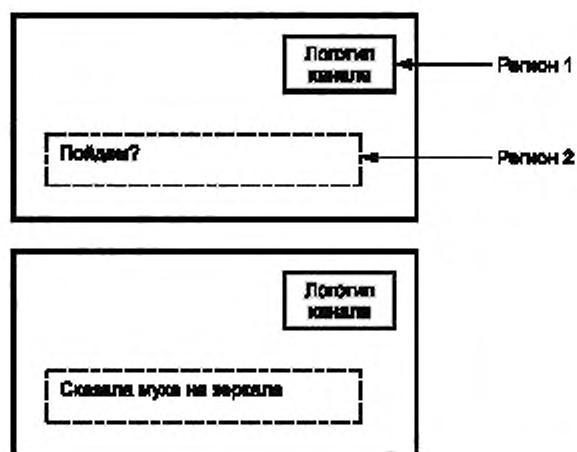 Логотип
канала
Регион 1
Пойдем?
Регион 2
Логотип
канала
Сказала муха на зеркале